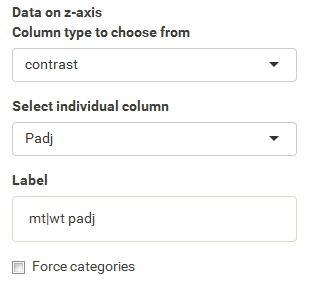 Data on z-axis
Column type to choose from
contrast
Select individual column
Padj
Label
mt|wt padj
Force categories